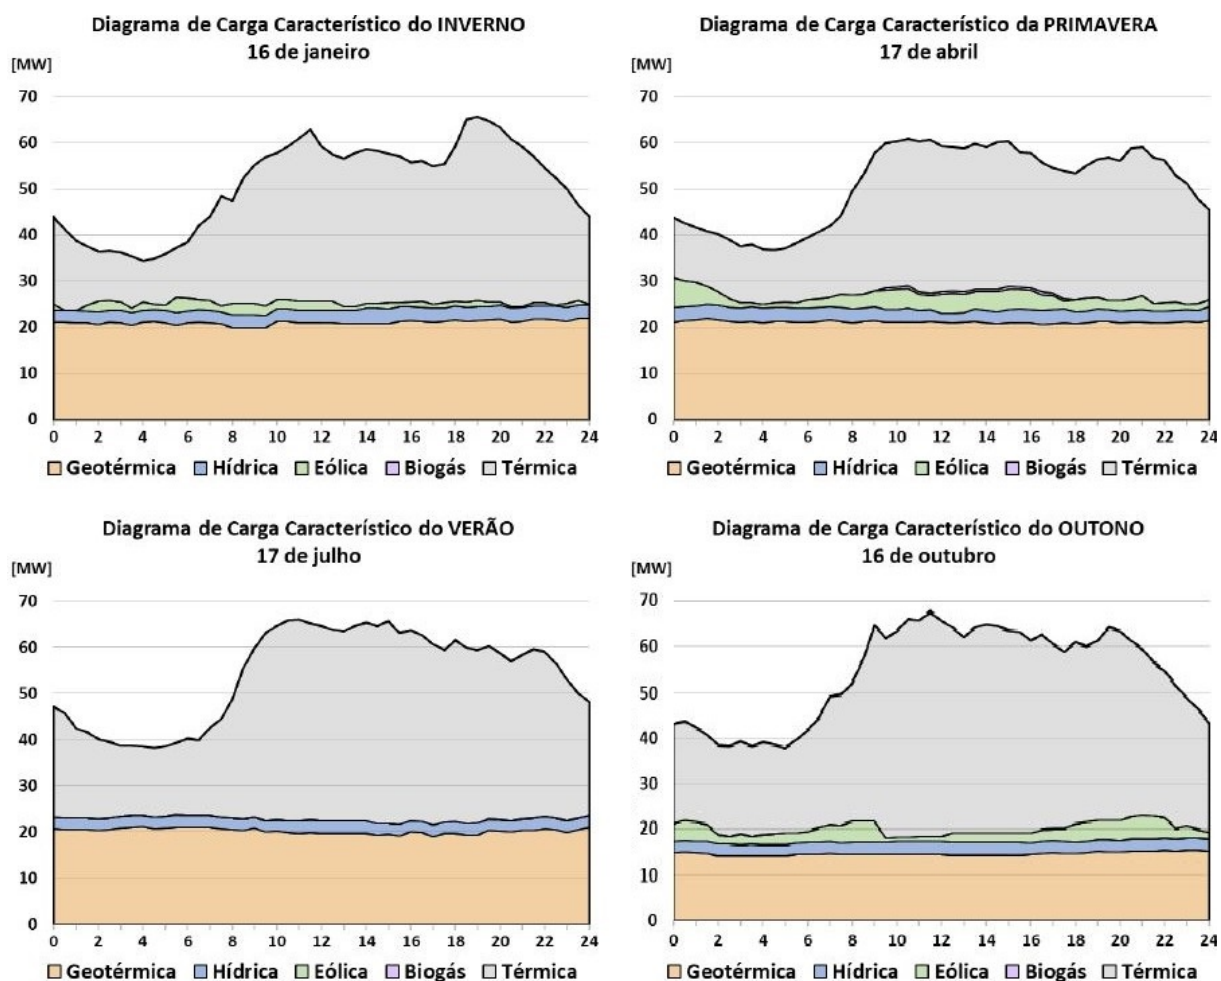 Diagrama de Carga Característico do INVERNO
16 de janeiro
[MW]
70
60
50
40
30
20
10
0
0 2 4 6 8 10 12 14 16 18 20 22 24
Geotérmica Hídrica Eólica Biogás Térmica
Diagrama de Carga Característico da PRIMAVERA
17 de abril
[MW]
70
60
50
40
30
20
10
0
0 2 4 6 8 10 12 14 16 18 20 22 24
Geotérmica Hídrica Eólica Biogás Térmica
Diagrama de Carga Característico do VERÃO
17 de julho
[MW]
70
60
50
40
30
20
10
0
0 2 4 6 8 10 12 14 16 18 20 22 24
Geotérmica Hídrica Eólica Biogás Térmica
Diagrama de Carga Característico do OUTONO
16 de outubro
[MW]
70
60
50
40
30
20
10
0
0 2 4 6 8 10 12 14 16 18 20 22 24
Geotérmica Hídrica Eólica Biogás Térmica